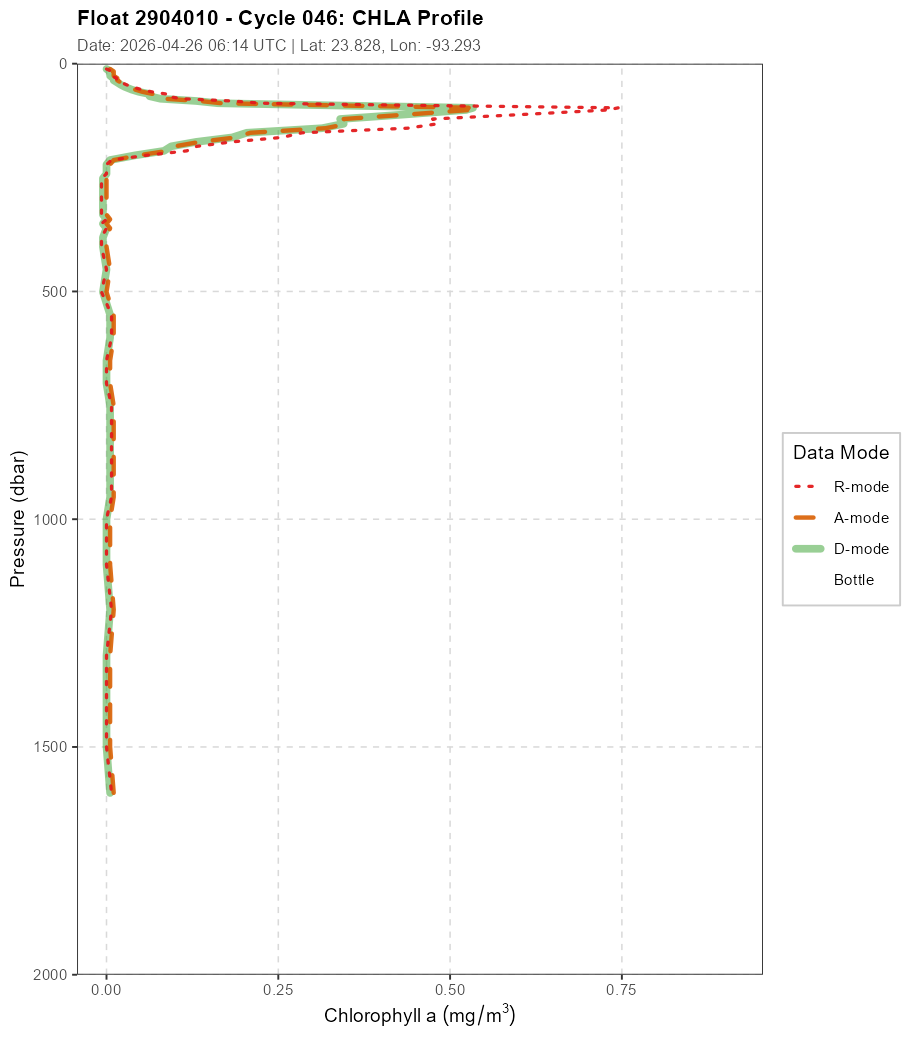 Float 2904010 - Cycle 046: CHLA Profile
Date: 2026-04-26 06:14 UTC | Lat: 23.828, Lon: -93.293
0
500
1000
1500
2000
Pressure (dbar)
0.00 0.25 0.50 0.75
Chlorophyll a (mg/m³)
Data Mode
R-mode
A-mode
D-mode
Bottle